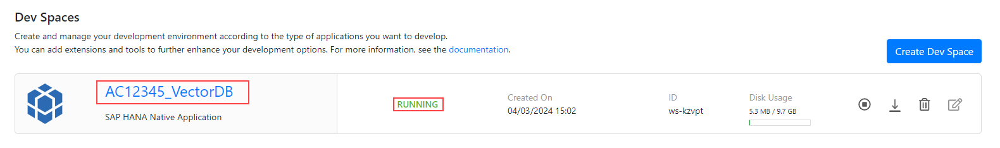 Dev Spaces
Create and manage your development environment according to the type of applications you want to develop.
You can add extensions and tools to further enhance your development options. For more information, see the documentation.
Create Dev Space
AC12345_VectorDB
SAP HANA Native Application
RUNNING
Created On
04/03/2024 15:02
ID
ws-kzvpt
Disk Usage
5.3 MB / 9.7 GB